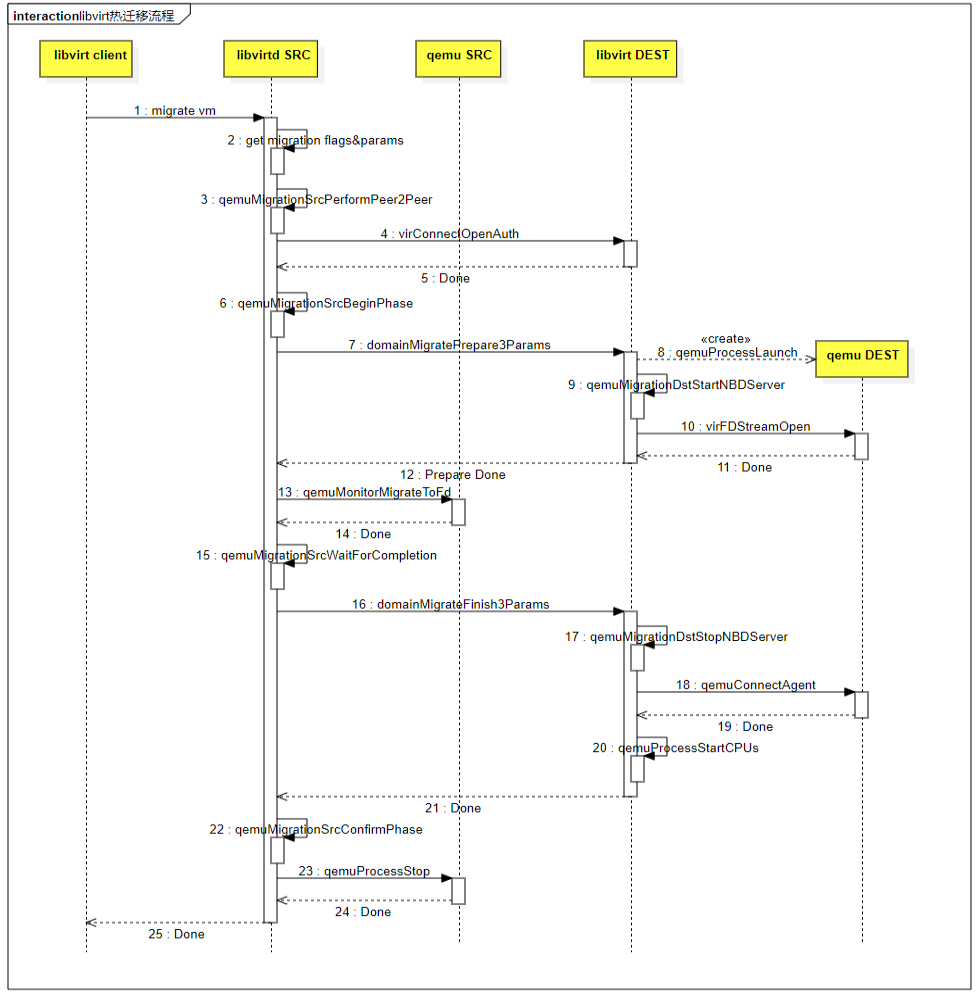 interactionlibvirt热迁移流程
libvirt client
libvirtd SRC
qemu SRC
libvirt DEST
1 : migrate vm
2 : get migration flags&params
3 : qemuMigrationSrcPerformPeer2Peer
4 : virConnectOpenAuth
5 : Done
6 : qemuMigrationSrcBeginPhase
7 : domainMigratePrepare3Params
«create»
8 : qemuProcessLaunch
qemu DEST
9 : qemuMigrationDstStartNBDServer
10 : virFDStreamOpen
11 : Done
12 : Prepare Done
13 : qemuMonitorMigrateToFd
14 : Done
15 : qemuMigrationSrcWaitForCompletion
16 : domainMigrateFinish3Params
17 : qemuMigrationDstStopNBDServer
18 : qemuConnectAgent
19 : Done
20 : qemuProcessStartCPUs
21 : Done
22 : qemuMigrationSrcConfirmPhase
23 : qemuProcessStop
24 : Done
25 : Done